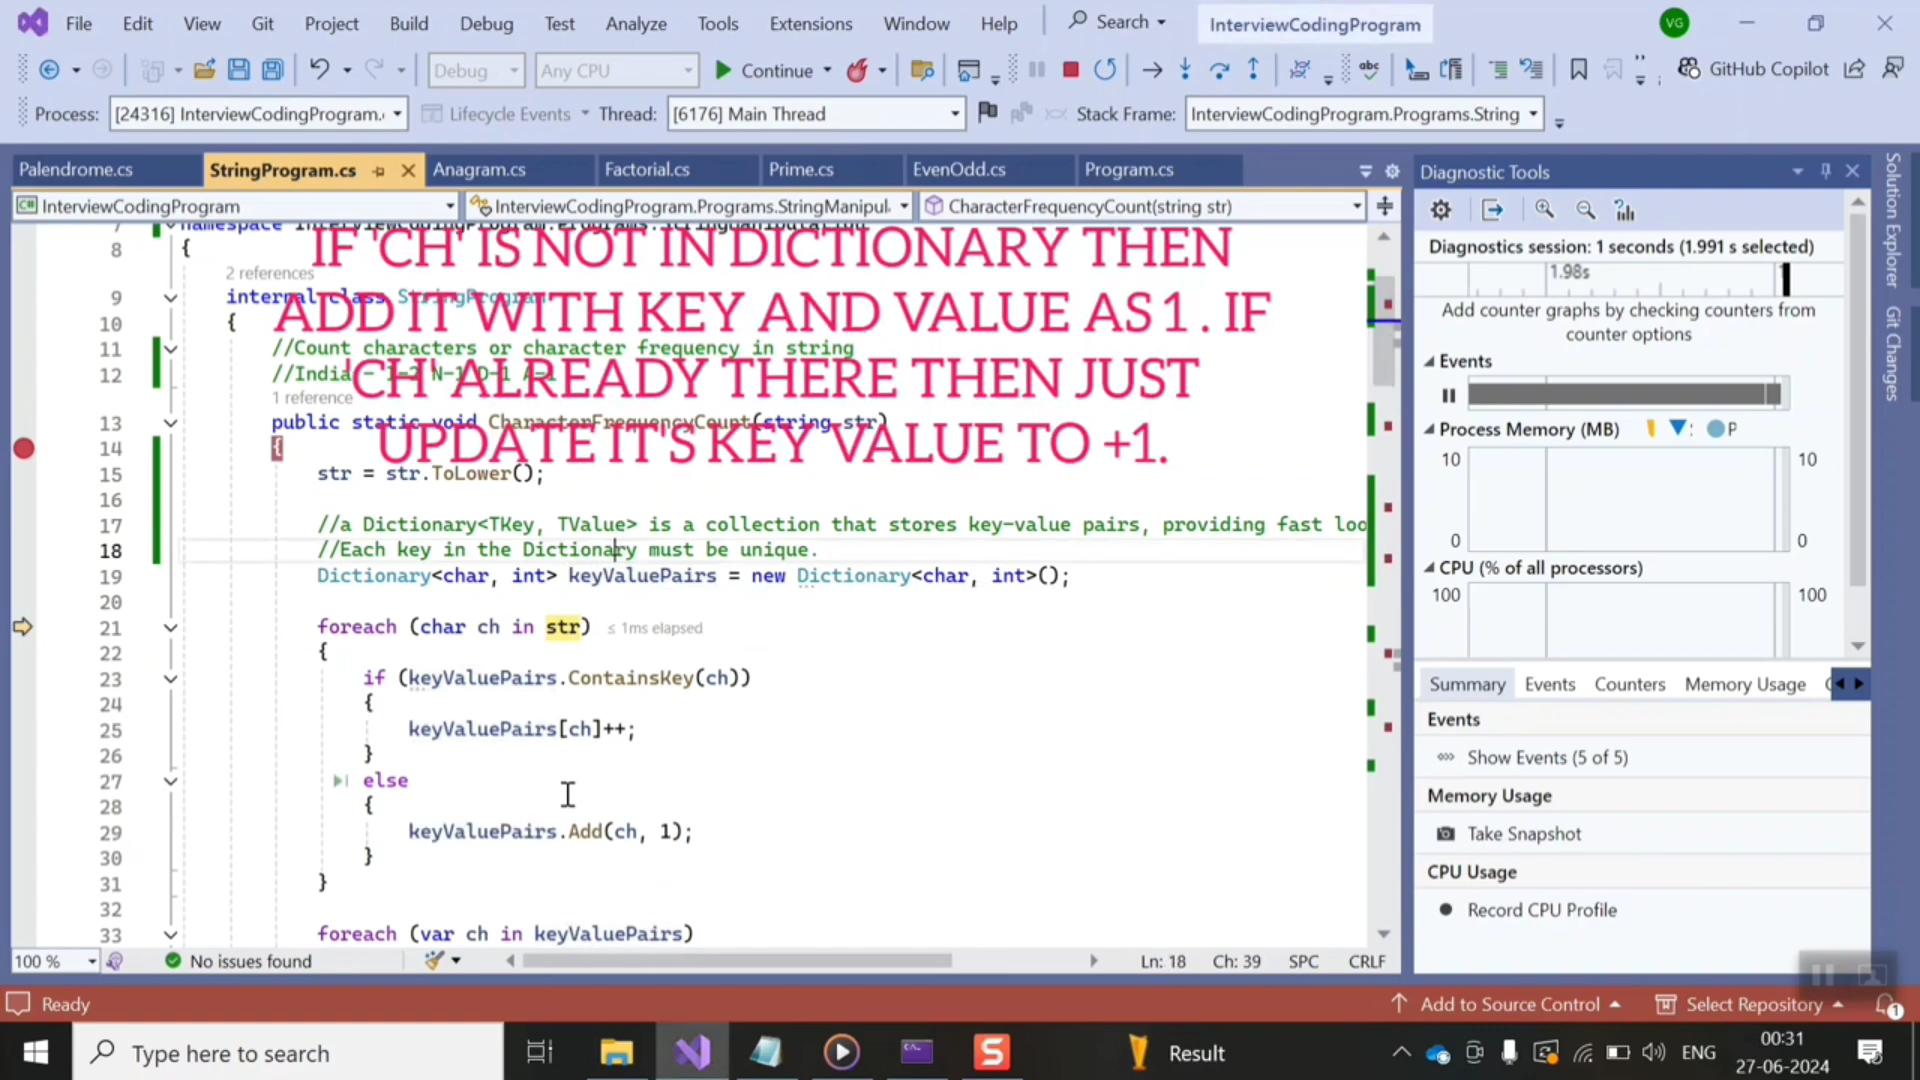 File Edit View Git Project Build Debug Test Analyze Tools Extensions Window Help Search InterviewCodingProgram VG
Debug Any CPU Continue GitHub Copilot
Process: [24316] InterviewCodingProgram. Lifecycle Events Thread: [6176] Main Thread Stack Frame: InterviewCodingProgram.Programs.String
Palendrome.cs StringProgram.cs Anagram.cs Factorial.cs Prime.cs EvenOdd.cs Program.cs
InterviewCodingProgram InterviewCodingProgram.Programs.StringManipul CharacterFrequencyCount(string str)
IF 'CH' IS NOT IN DICTIONARY THEN
ADD IT WITH KEY AND VALUE AS 1 . IF
'CH' ALREADY THERE THEN JUST
UPDATE IT'S KEY VALUE TO +1.
7 namespace InterviewCodingProgram.Programs.StringManipulation
8 {
2 references
9 internal class StringProgram
10 {
11 //Count characters or character frequency in string
12 //India - I-2 N-1 D-1 A-1
1 reference
13 public static void CharacterFrequencyCount(string str)
14 {
15 str = str.ToLower();
16
17 //a Dictionary<TKey, TValue> is a collection that stores key-value pairs, providing fast loo
18 //Each key in the Dictionary must be unique.
19 Dictionary<char, int> keyValuePairs = new Dictionary<char, int>();
20
21 foreach (char ch in str) ≤ 1ms elapsed
22 {
23 if (keyValuePairs.ContainsKey(ch))
24 {
25 keyValuePairs[ch]++;
26 }
27 else
28 {
29 keyValuePairs.Add(ch, 1);
30 }
31 }
32
33 foreach (var ch in keyValuePairs)
100 % No issues found Ln: 18 Ch: 39 SPC CRLF
Diagnostic Tools
Diagnostics session: 1 seconds (1.991 s selected)
1.98s
Add counter graphs by checking counters from
counter options
Events
Process Memory (MB) P
10 10
0 0
CPU (% of all processors)
100 100
Summary Events Counters Memory Usage
Events
Show Events (5 of 5)
Memory Usage
Take Snapshot
CPU Usage
Record CPU Profile
Solution Explorer
Git Changes
Ready Add to Source Control Select Repository 1
Type here to search Result ENG 00:31
27-06-2024